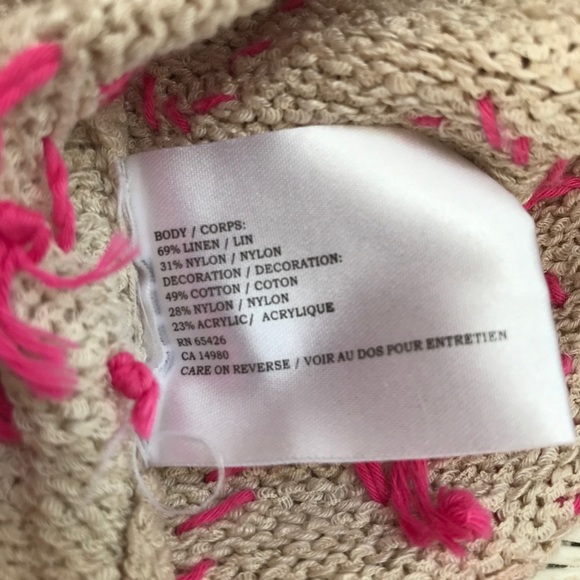 BODY / CORPS:
69% LINEN / LIN
31% NYLON / NYLON
DECORATION / DECORATION:
49% COTTON / COTON
28% NYLON / NYLON
23% ACRYLIC/ ACRYLIQUE
RN 65426
CA 14980
CARE ON REVERSE / VOIR AU DOS POUR ENTRETIEN